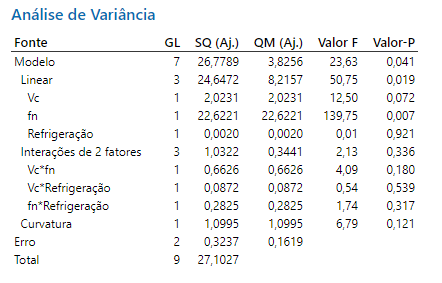 Análise de Variância
Fonte GL SQ (Aj.) QM (Aj.) Valor F Valor-P
Modelo 7 26,7789 3,8256 23,63 0,041
Linear 3 24,6472 8,2157 50,75 0,019
Vc 1 2,0231 2,0231 12,50 0,072
fn 1 22,6221 22,6221 139,75 0,007
Refrigeração 1 0,0020 0,0020 0,01 0,921
Interações de 2 fatores 3 1,0322 0,3441 2,13 0,336
Vc*fn 1 0,6626 0,6626 4,09 0,180
Vc*Refrigeração 1 0,0872 0,0872 0,54 0,539
fn*Refrigeração 1 0,2825 0,2825 1,74 0,317
Curvatura 1 1,0995 1,0995 6,79 0,121
Erro 2 0,3237 0,1619
Total 9 27,1027